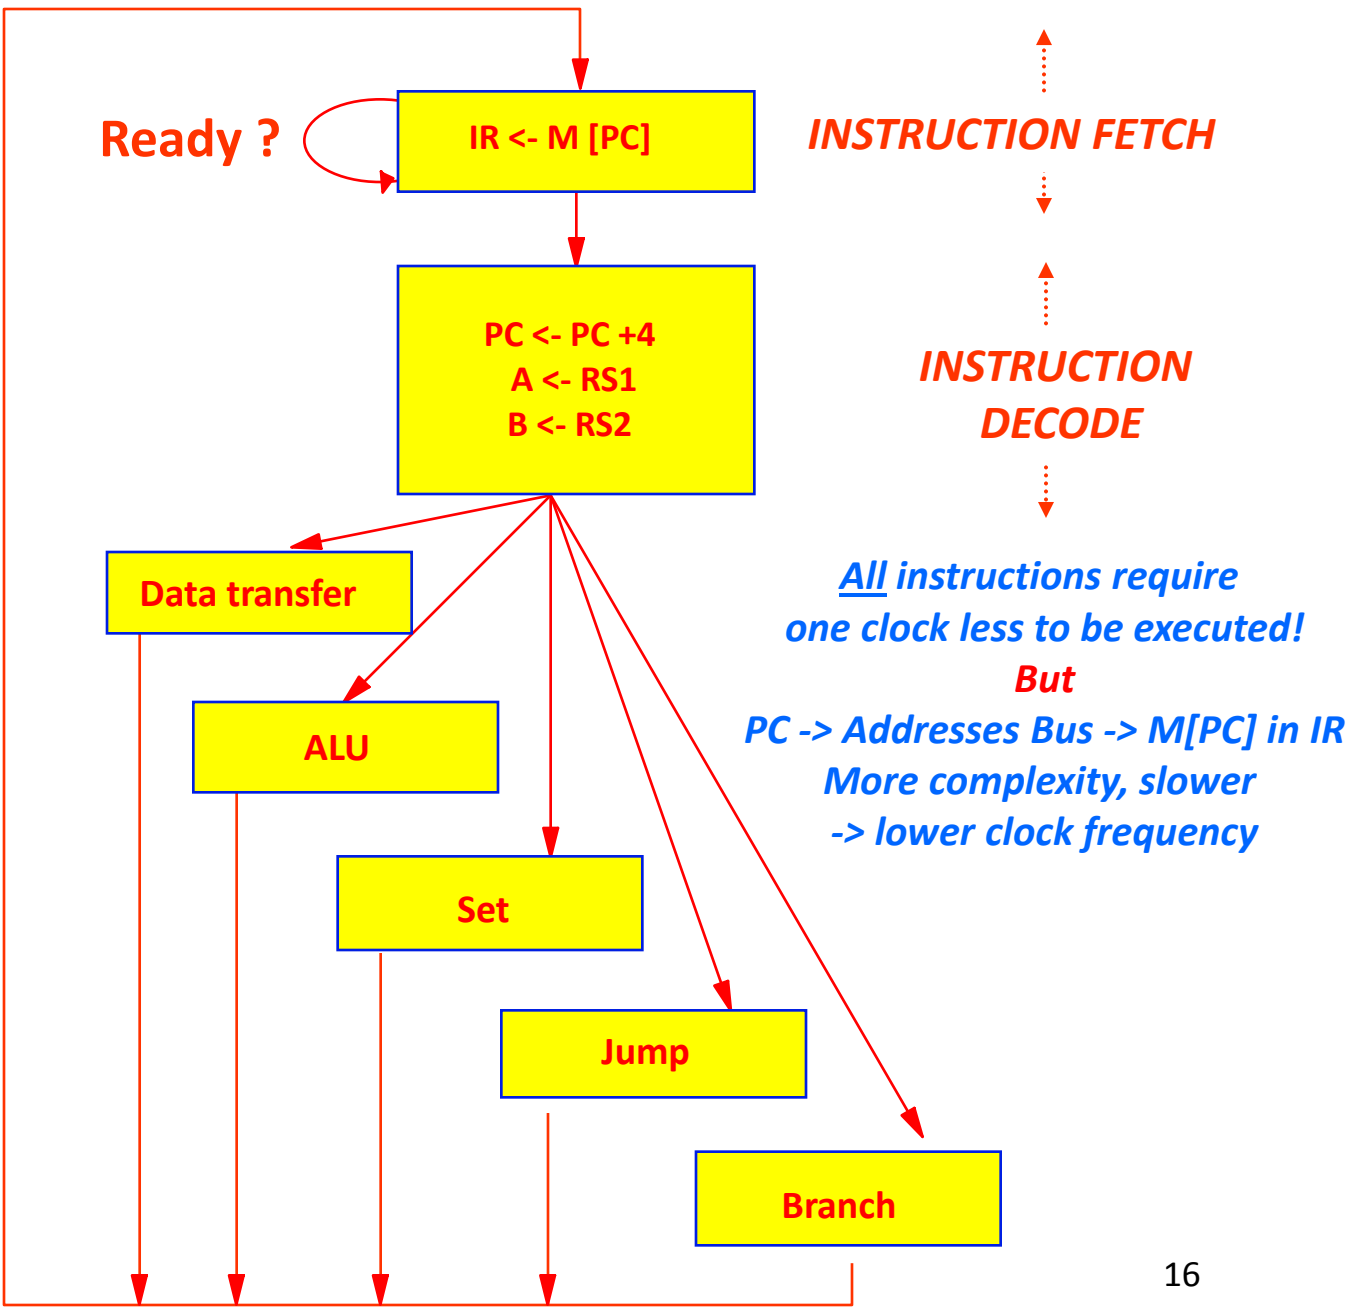 Ready ?
IR <- M [PC]
INSTRUCTION FETCH
PC <- PC +4
A <- RS1
B <- RS2
INSTRUCTION
DECODE
Data transfer
ALU
Set
Jump
Branch
All instructions require
one clock less to be executed!
But
PC -> Addresses Bus -> M[PC] in IR
More complexity, slower
-> lower clock frequency
16